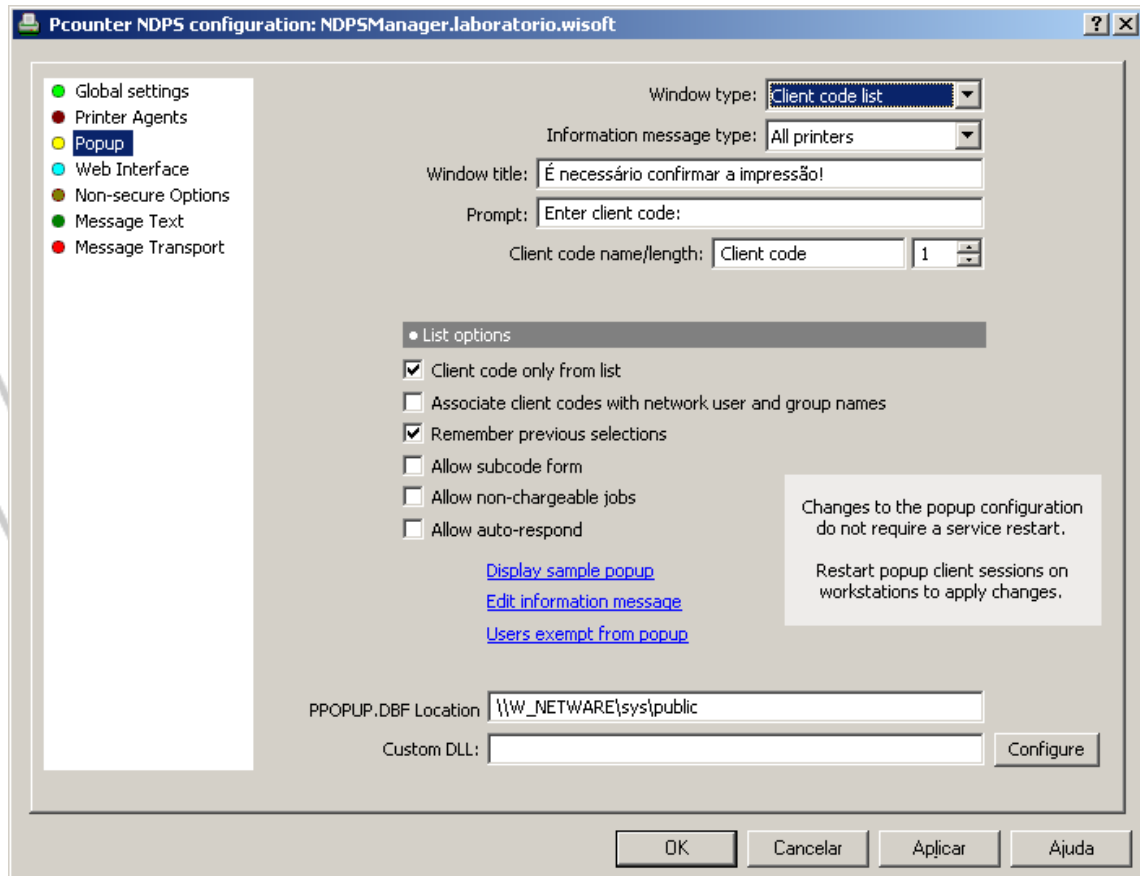 Pcounter NDPS configuration: NDPSManager.laboratorio.wisoft
Global settings
Printer Agents
Popup
Web Interface
Non-secure Options
Message Text
Message Transport
Window type: Client code list
Information message type: All printers
Window title: É necessário confirmar a impressão!
Prompt: Enter client code:
Client code name/length: Client code 1
List options
Client code only from list
Associate client codes with network user and group names
Remember previous selections
Allow subcode form
Allow non-chargeable jobs
Allow auto-respond
Display sample popup
Edit information message
Users exempt from popup
Changes to the popup configuration
do not require a service restart.
Restart popup client sessions on
workstations to apply changes.
PPOPUP.DBF Location \\W_NETWARE\sys\public
Custom DLL: Configure
OK Cancelar Aplicar Ajuda